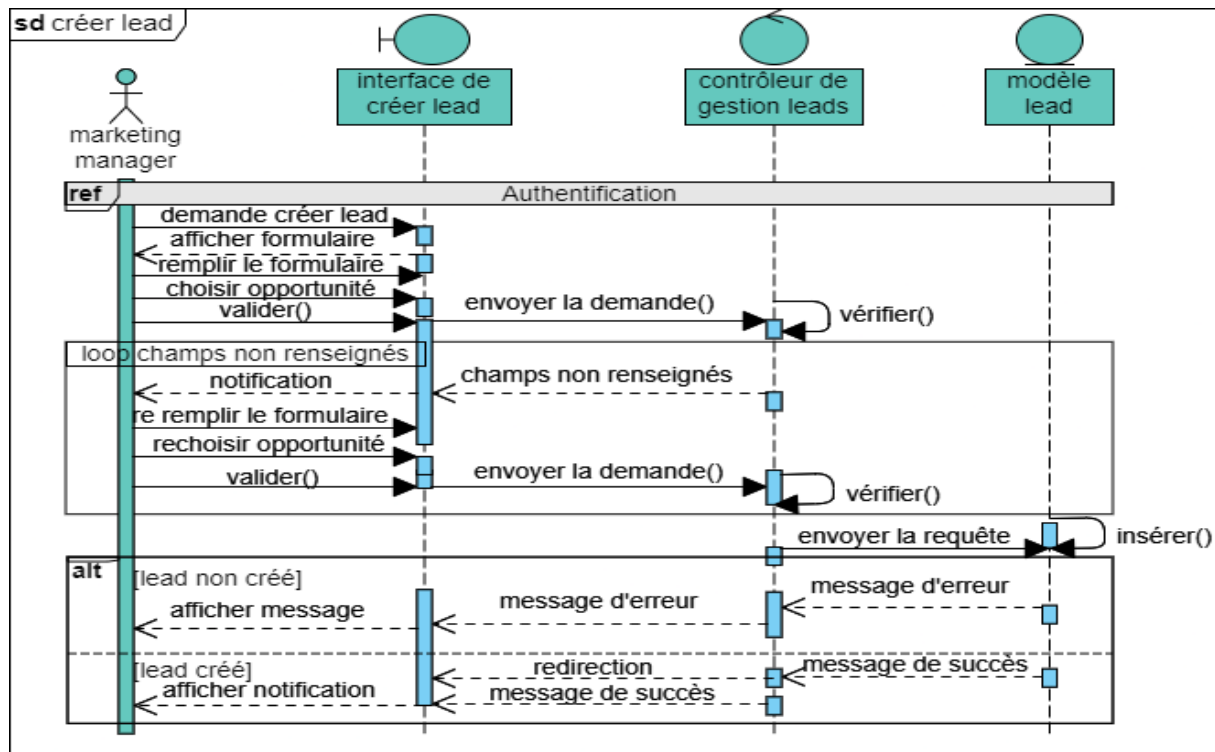 sd créer lead
interface de
créer lead
contrôleur de
gestion leads
modèle
lead
marketing
manager
ref
Authentification
demande créer lead
afficher formulaire
remplir le formulaire
choisir opportunité
valider()
envoyer la demande()
vérifier()
loop champs non renseignés
notification
champs non renseignés
re remplir le formulaire
rechoisir opportunité
valider()
envoyer la demande()
vérifier()
envoyer la requête
insérer()
alt
[lead non créé]
afficher message
message d'erreur
message d'erreur
[lead créé]
redirection
message de succès
afficher notification
message de succès